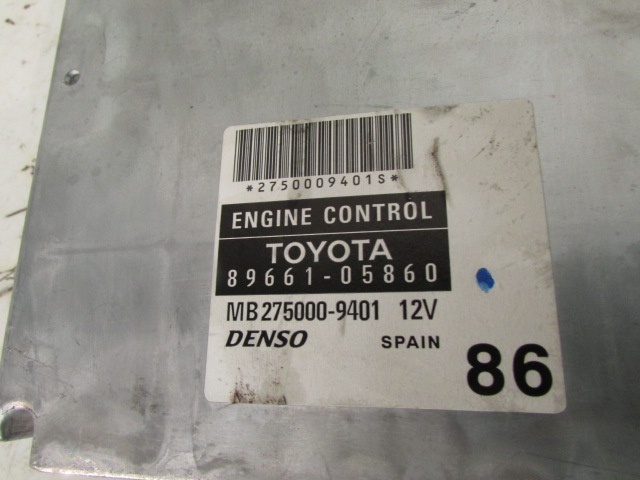 *2750009401S*
ENGINE CONTROL
TOYOTA
89661-05860
MB275000-9401 12V
DENSO SPAIN
86